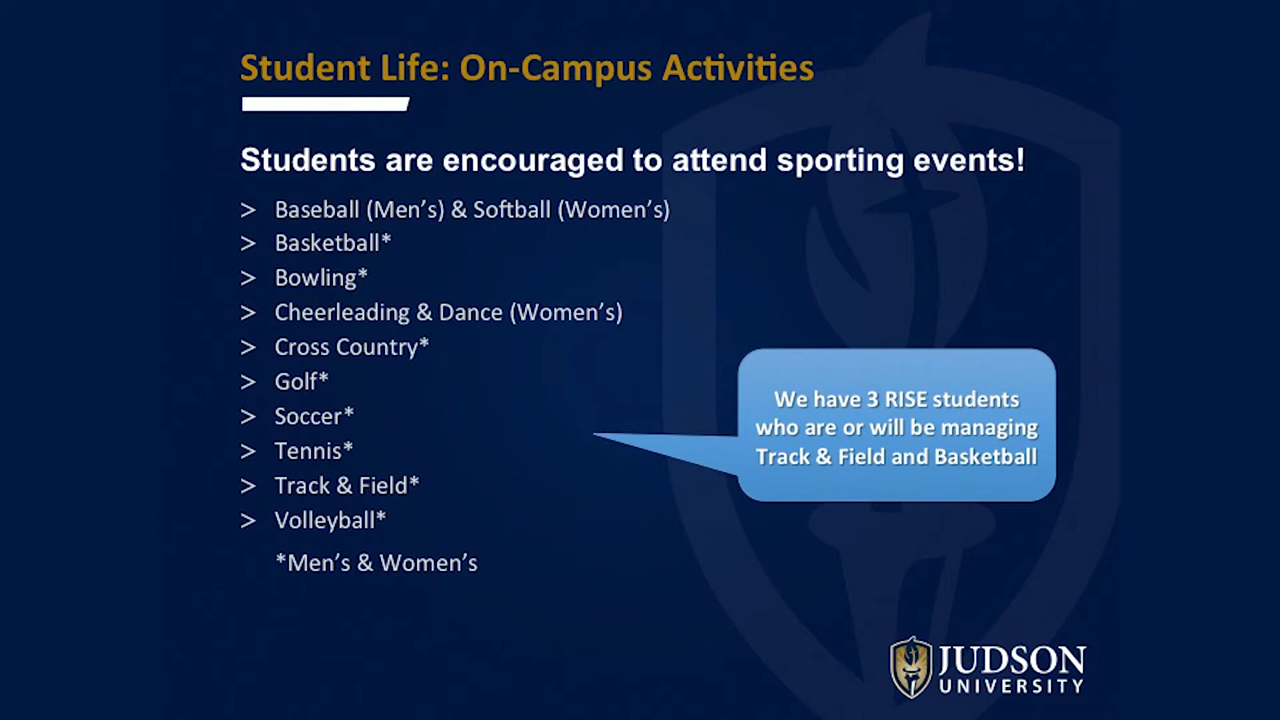 Student Life: On-Campus Activities
Students are encouraged to attend sporting events!
> Baseball (Men’s) & Softball (Women’s)
> Basketball*
> Bowling*
> Cheerleading & Dance (Women’s)
> Cross Country*
> Golf*
> Soccer*
> Tennis*
> Track & Field*
> Volleyball*
*Men’s & Women’s
We have 3 RISE students
who are or will be managing
Track & Field and Basketball
JUDSON
UNIVERSITY